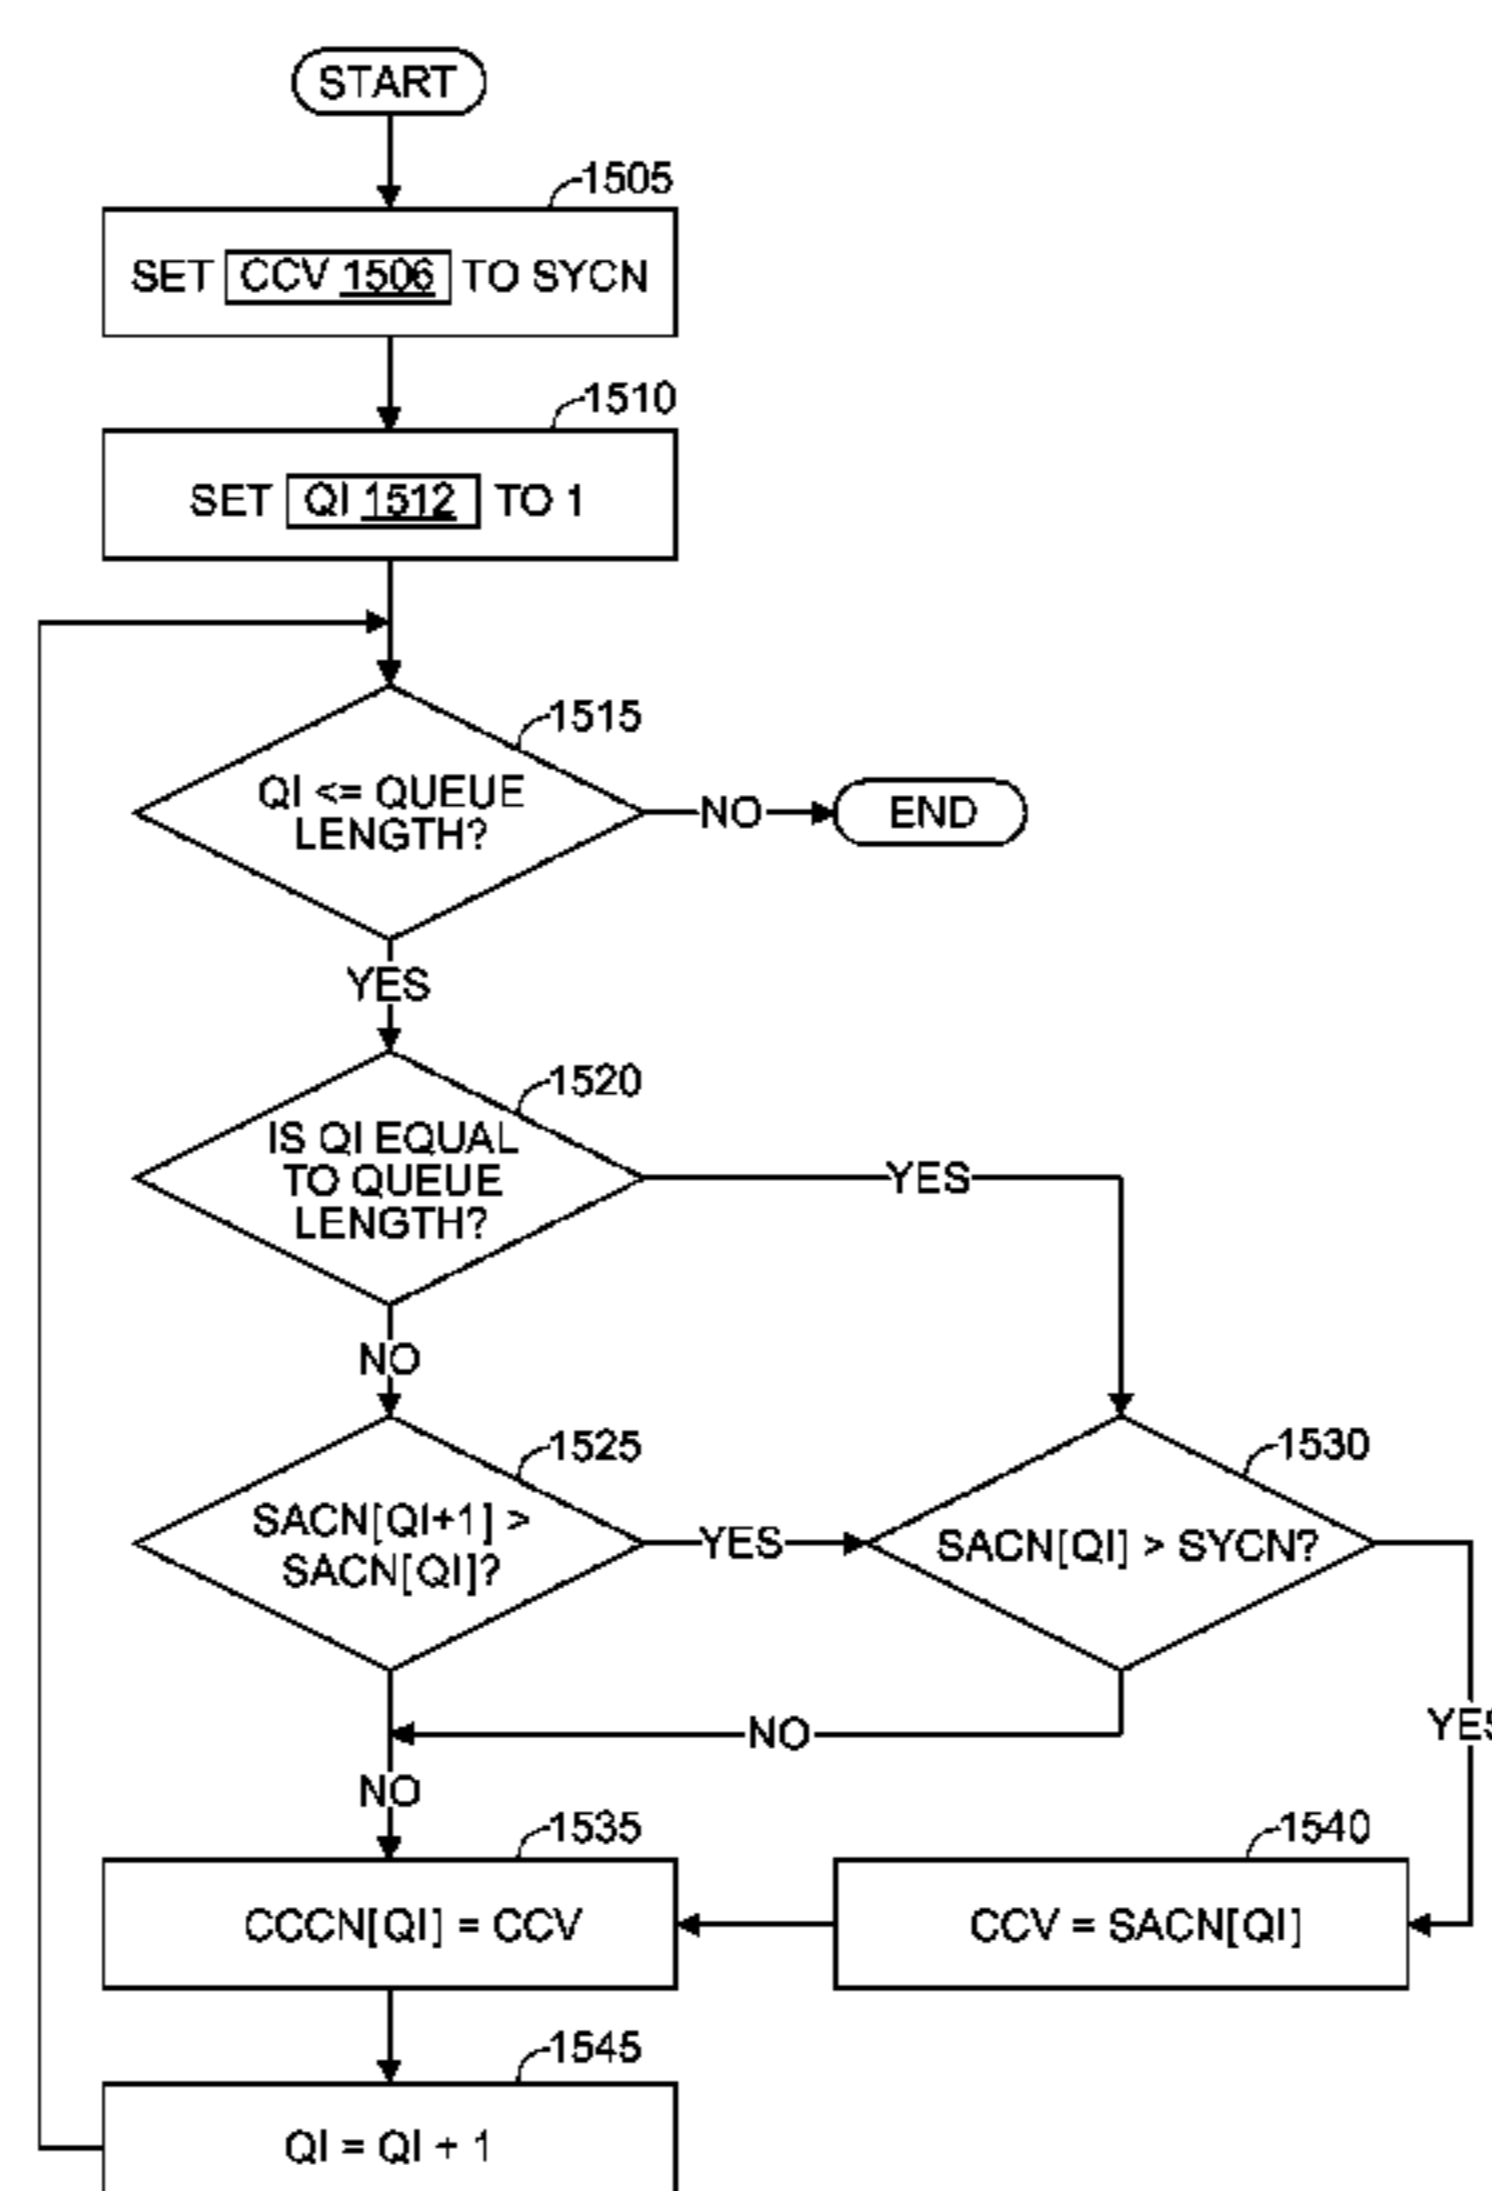 START
1505
SET CCV 1506 TO SYCN
1510
SET QI 1512 TO 1
1515
QI <= QUEUE
LENGTH?
NO
END
YES
1520
IS QI EQUAL
TO QUEUE
LENGTH?
YES
NO
1525
SACN[QI+1] >
SACN[QI]?
YES
1530
SACN[QI] > SYCN?
NO
YES
NO
1535
CCCN[QI] = CCV
1540
CCV = SACN[QI]
1545
QI = QI + 1